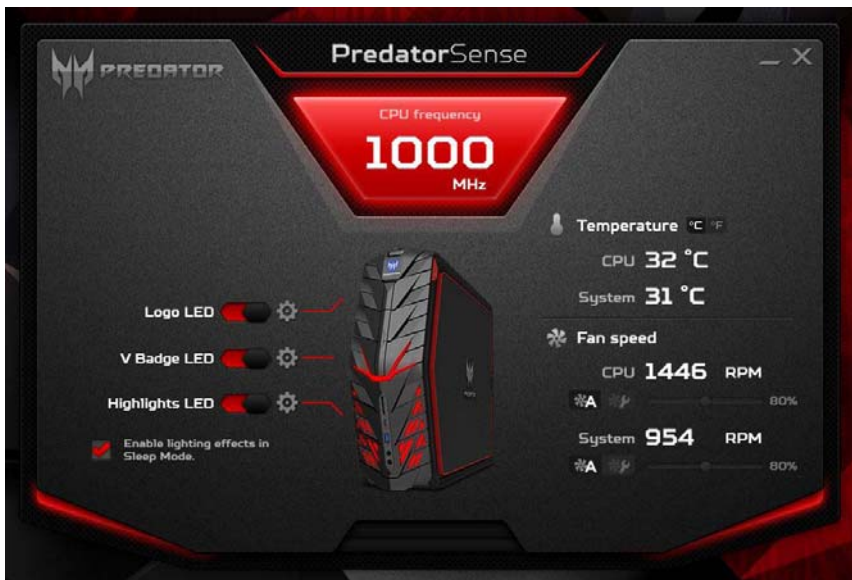 PREDATOR
PredatorSense
CPU frequency
1000
MHz
Temperature °C °F
CPU 32 °C
System 31 °C
Logo LED
V Badge LED
Highlights LED
Enable lighting effects in
Sleep Mode.
Fan speed
CPU 1446 RPM
A 80%
System 954 RPM
A 80%